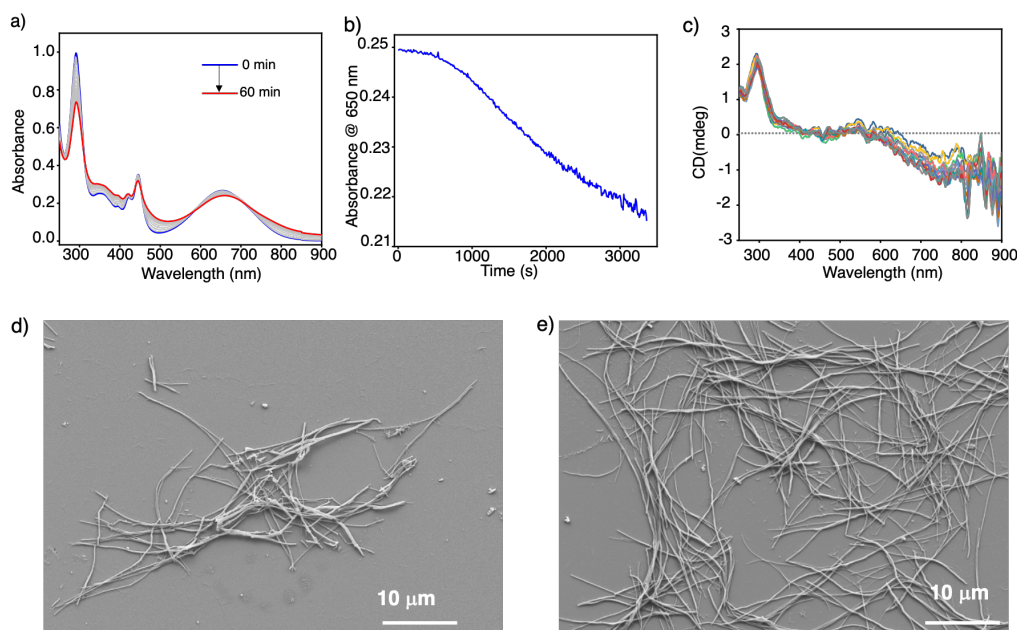 a)
1.0
0.8
0.6
0.4
0.2
0.0
Absorbance
0 min
60 min
300 400 500 600 700 800 900
Wavelength (nm)
b)
0.25
0.24
0.23
0.22
0.21
Absorbance @ 650 nm
0 1000 2000 3000
Time (s)
c)
3
2
1
0
-1
-2
-3
CD(mdeg)
300 400 500 600 700 800 900
Wavelength (nm)
d)
10 μm
e)
10 μm